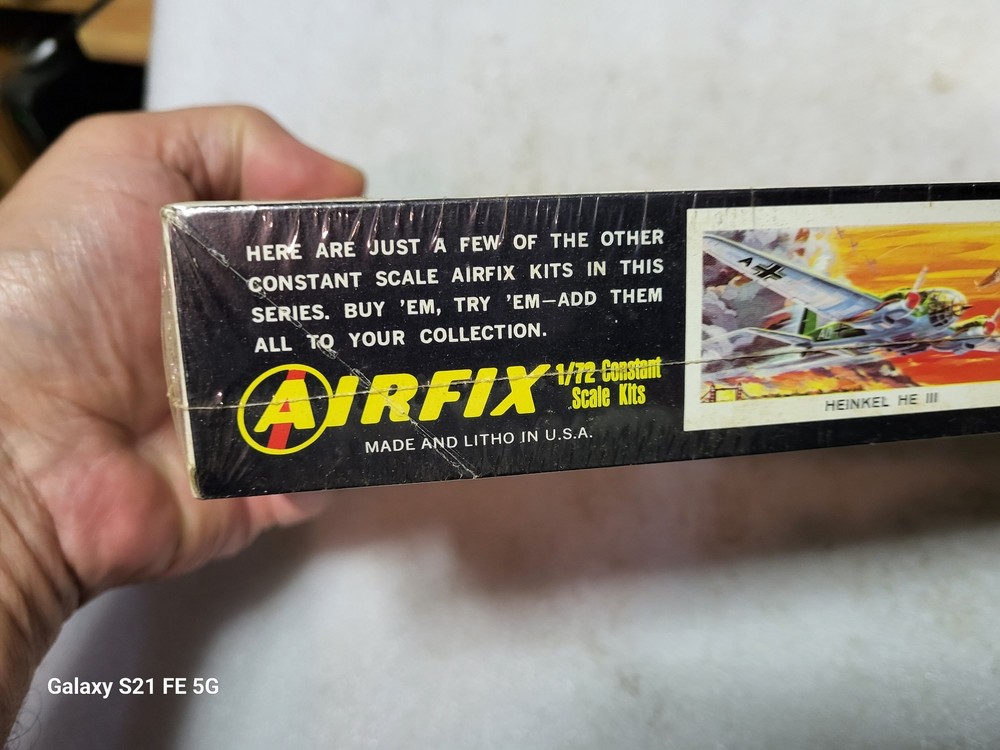 HERE ARE JUST A FEW OF THE OTHER
CONSTANT SCALE AIRFIX KITS IN THIS
SERIES. BUY 'EM, TRY 'EM—ADD THEM
ALL TO YOUR COLLECTION.
AIRFIX 1/72 Constant
Scale Kits
MADE AND LITHO IN U.S.A.
A
HEINKEL HE III
Galaxy S21 FE 5G